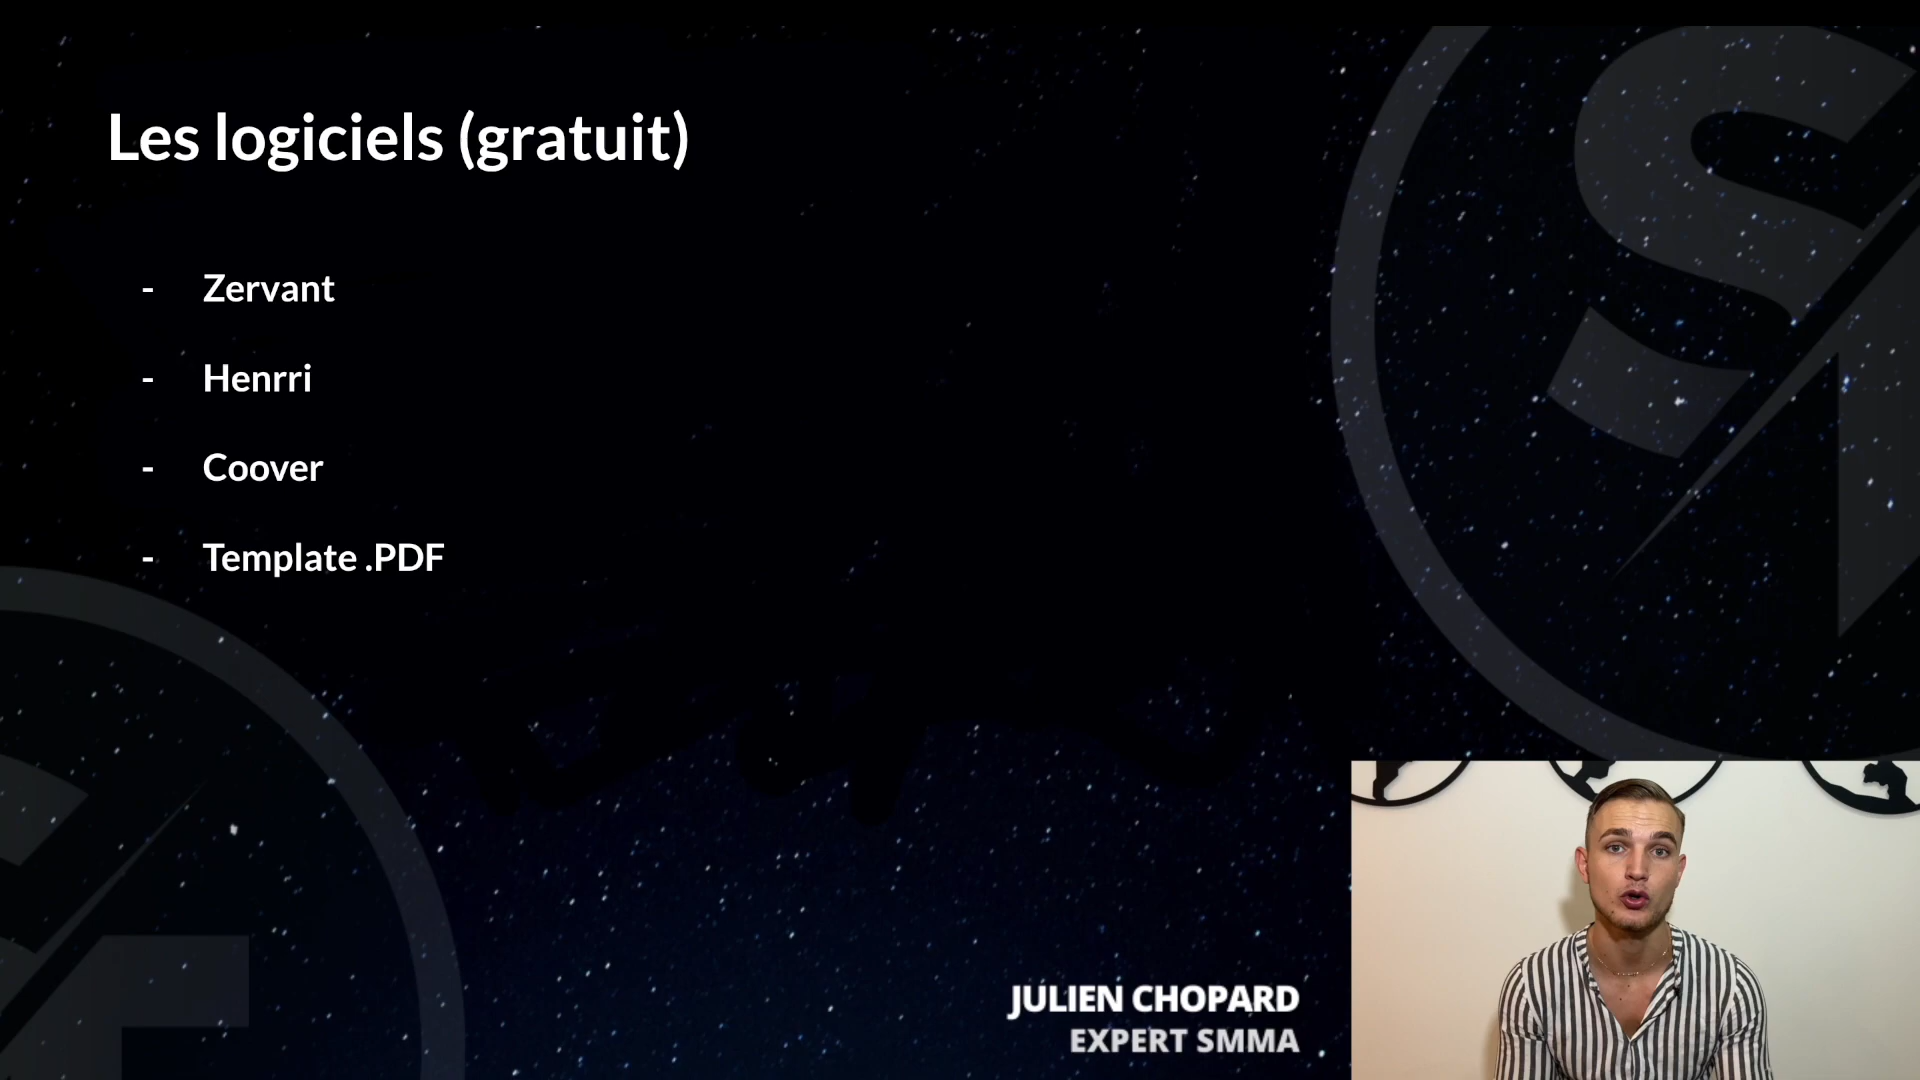 Les logiciels (gratuit)
- Zervant
- Henrri
- Coover
- Template .PDF
JULIEN CHOPARD
EXPERT SMMA